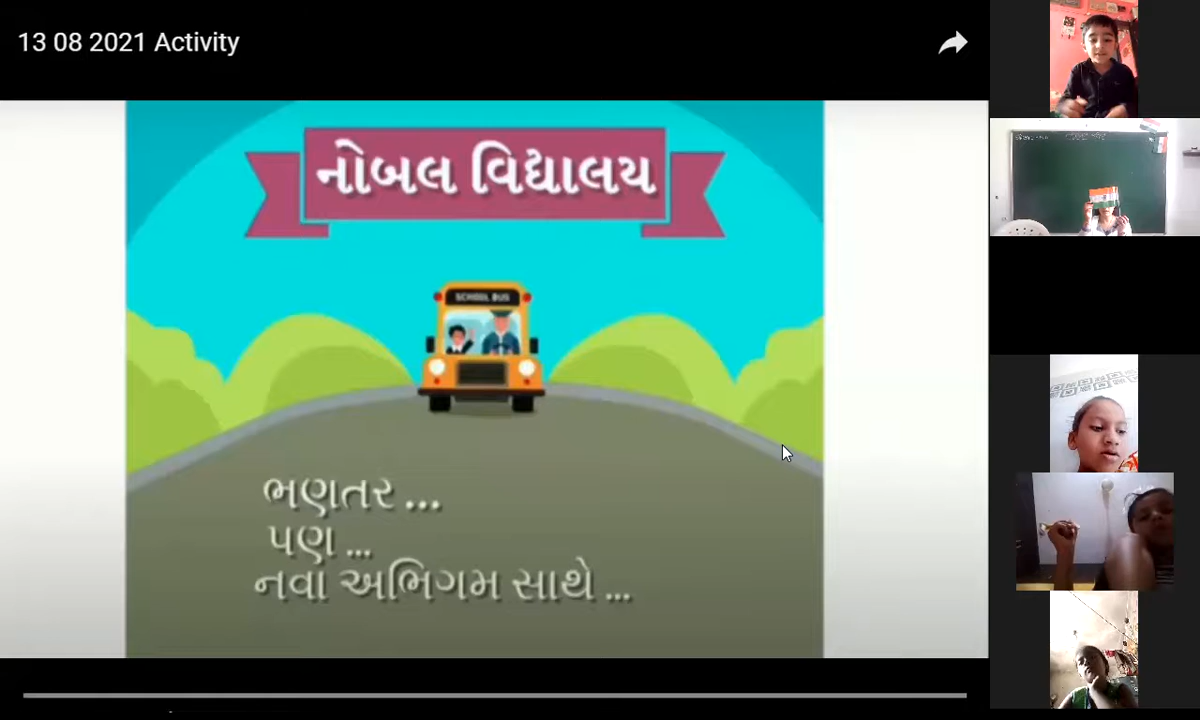 13 08 2021 Activity
નોબલ વિદ્યાલય
SCHOOL BUS
ભણતર ...
પણ ...
નવા અભિગમ સાથે ...